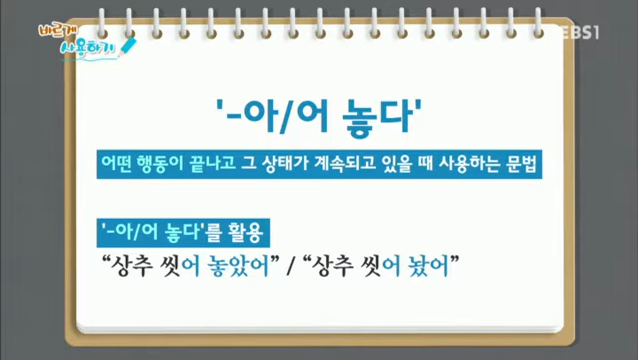 바르게
사용하기
EBS1
'-아/어 놓다'
어떤 행동이 끝나고 그 상태가 계속되고 있을 때 사용하는 문법
'-아/어 놓다'를 활용
“상추 씻어 놓았어” / “상추 씻어 놨어”